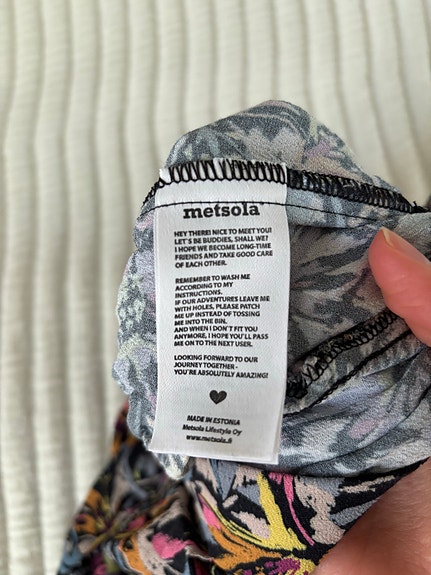 metsola
HEY THERE! NICE TO MEET YOU!
LET'S BE BUDDIES, SHALL WE?
I HOPE WE BECOME LONG-TIME
FRIENDS AND TAKE GOOD CARE
OF EACH OTHER.
REMEMBER TO WASH ME
ACCORDING TO MY
INSTRUCTIONS.
IF OUR ADVENTURES LEAVE ME
WITH HOLES, PLEASE PATCH
ME UP INSTEAD OF TOSSING
ME INTO THE BIN.
AND WHEN I DON'T FIT YOU
ANYMORE, I HOPE YOU'LL PASS
ME ON TO THE NEXT USER.
LOOKING FORWARD TO OUR
JOURNEY TOGETHER -
YOU'RE ABSOLUTELY AMAZING!
MADE IN ESTONIA
Metsola Lifestyle Oy
www.metsola.fi